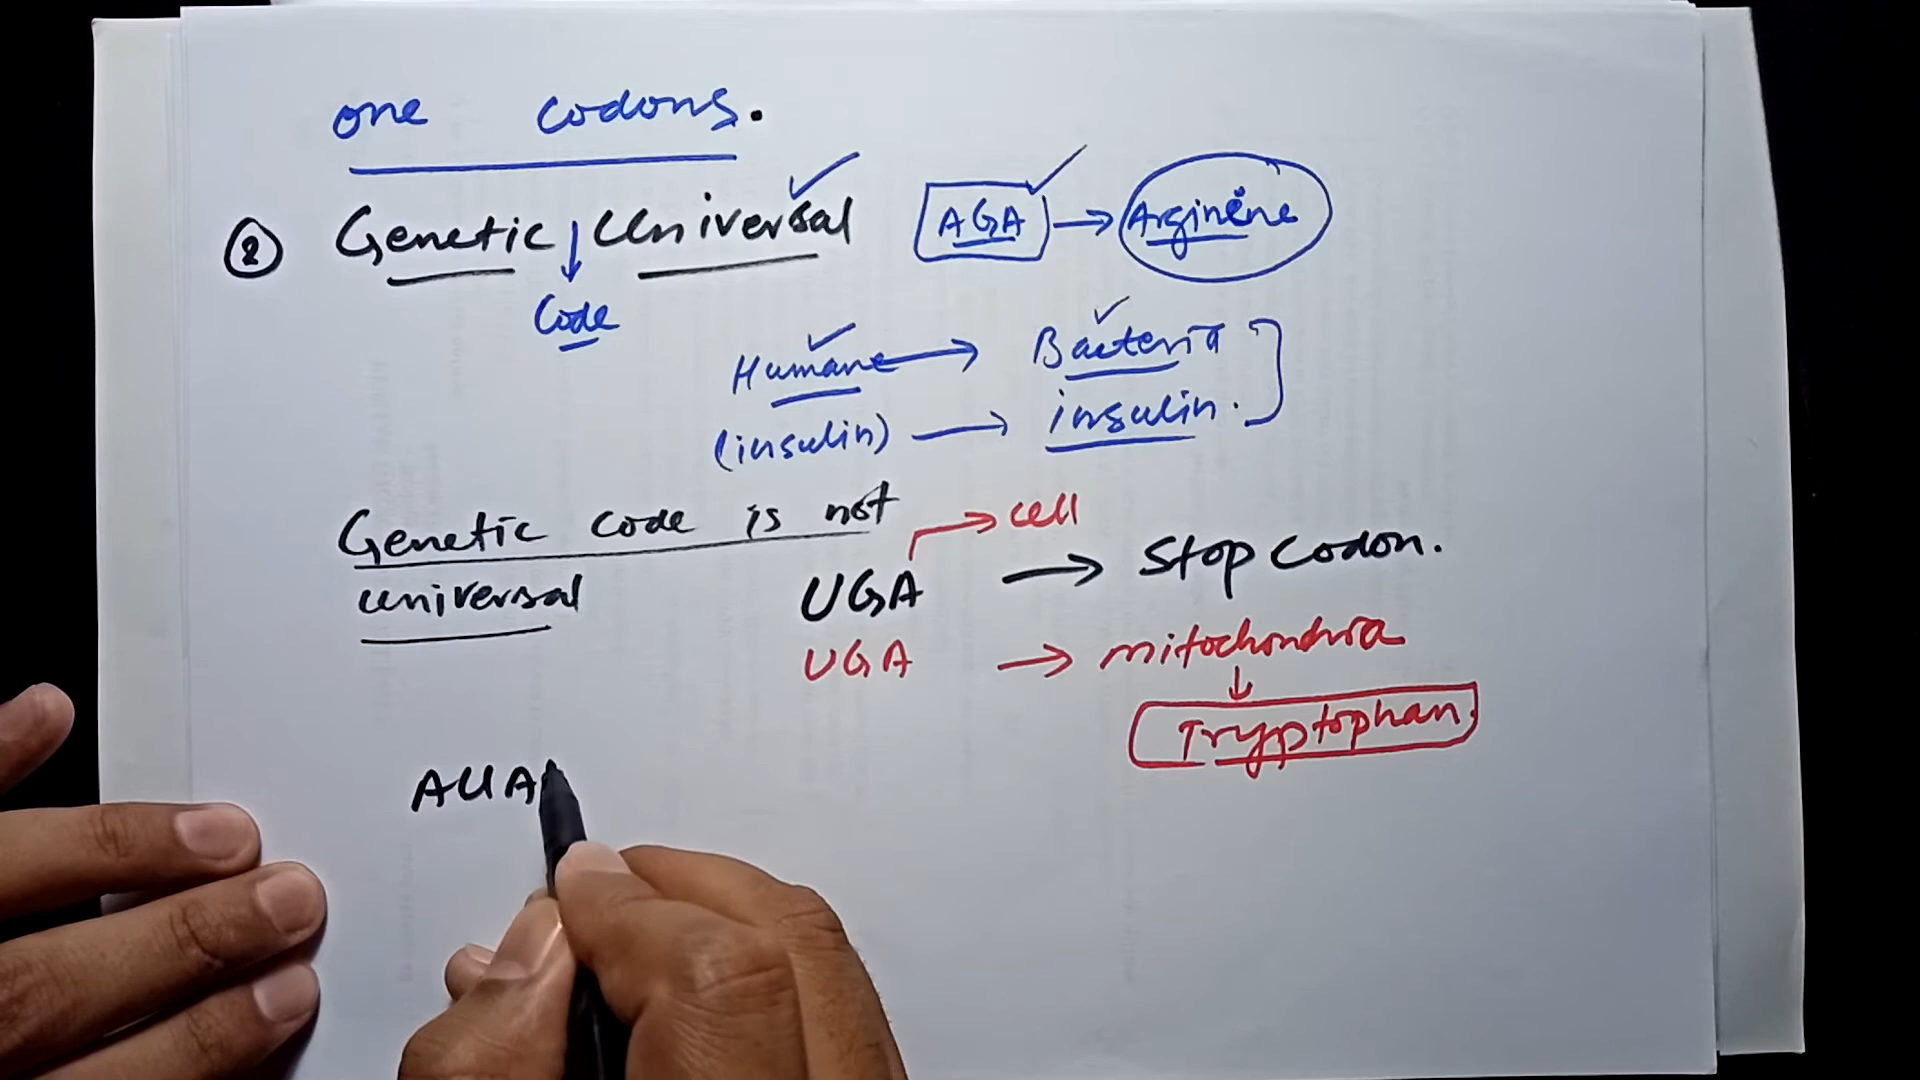 one codons.
② Genetic Universal AGA → Arginine
Code
Humane → Bacteria
(insulin) → insulin.
Genetic code is not
universal
cell
UGA → Stop codon.
UGA → mitochondria
Tryptophan.
AUA